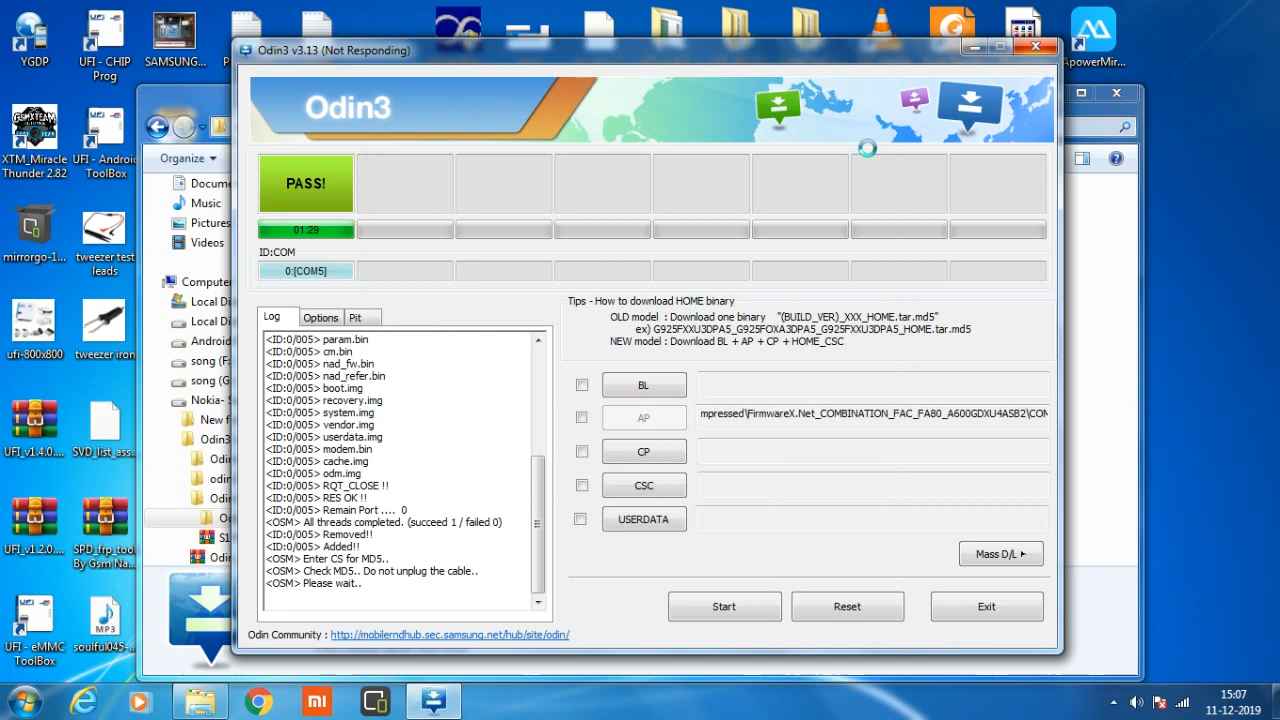 YGDP
UFI - CHIP
Prog
SAMSUNG...
ApowerMir...
XTM_Miracle
Thunder 2.82
UFI - Android
ToolBox
mirrorgo-1...
tweezer test
leads
ufi-800x800
tweezer iron
UFI_v1.4.0....
SVD_list_ass...
UFI_v1.2.0....
SPD_frp_tool
By Gsm Na...
UFI - eMMC
ToolBox
soulful045-...
MP3
Organize
Docum
Music
Pictures
Videos
Compute
Local Di
Local Di
Android
song (F:
song (G
Nokia- S
New f
Odin3
Odi
odin
Odi
Od
S1
Odin
Odin3 v3.13 (Not Responding)
Odin3
PASS!
01:29
ID:COM
0:[COM5]
Log
Options
Pit
<ID:0/005> param.bin
<ID:0/005> cm.bin
<ID:0/005> nad_fw.bin
<ID:0/005> nad_refer.bin
<ID:0/005> boot.img
<ID:0/005> recovery.img
<ID:0/005> system.img
<ID:0/005> vendor.img
<ID:0/005> userdata.img
<ID:0/005> modem.bin
<ID:0/005> cache.img
<ID:0/005> odm.img
<ID:0/005> RQT_CLOSE !!
<ID:0/005> RES OK !!
<ID:0/005> Remain Port .... 0
<OSM> All threads completed. (succeed 1 / failed 0)
<ID:0/005> Removed!!
<ID:0/005> Added!!
<OSM> Enter CS for MD5..
<OSM> Check MD5.. Do not unplug the cable..
<OSM> Please wait..
Tips - How to download HOME binary
OLD model : Download one binary "(BUILD_VER)_XXX_HOME.tar.md5"
ex) G925FXXU3DPA5_G925FOXA3DPA5_G925FXXU3DPA5_HOME.tar.md5
NEW model : Download BL + AP + CP + HOME_CSC
BL
AP
mpressed\FirmwareX.Net_COMBINATION_FAC_FA80_A600GDXU4ASB2\COM
CP
CSC
USERDATA
Mass D/L
Start
Reset
Exit
Odin Community : http://mobilerndhub.sec.samsung.net/hub/site/odin/
15:07
11-12-2019